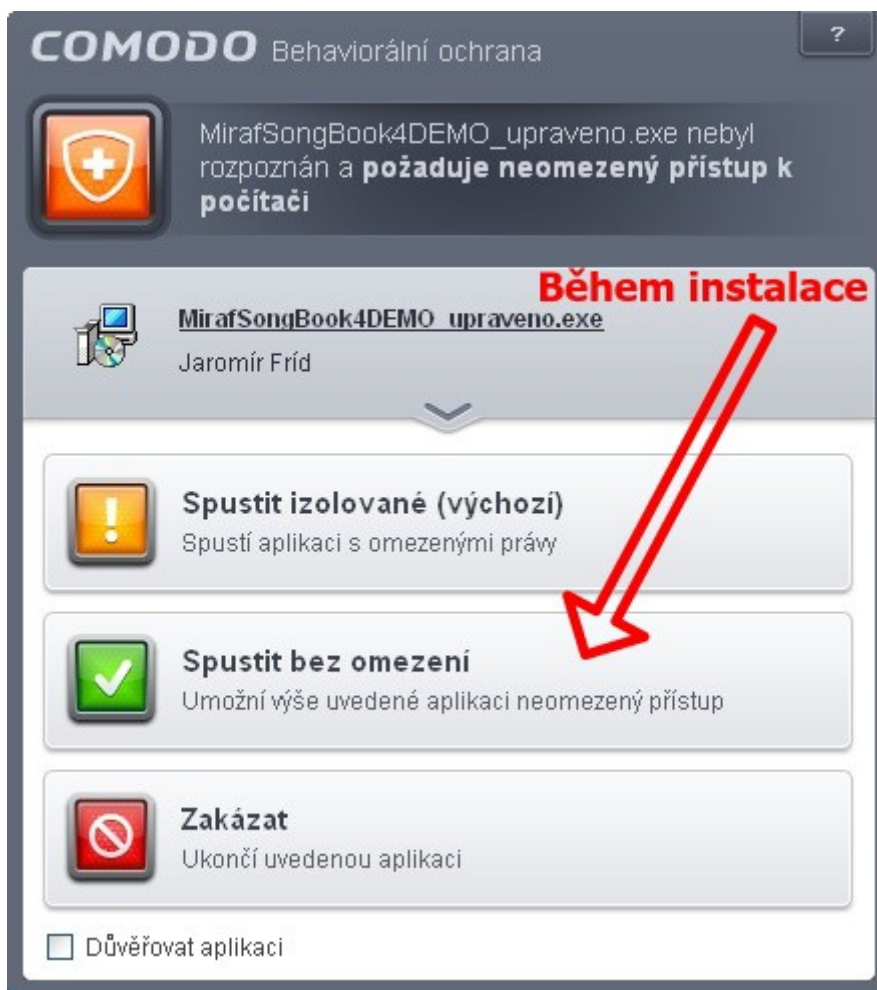 COMODO Behaviorální ochrana
?
MirafSongBook4DEMO_upraveno.exe nebyl
rozpoznán a požaduje neomezený přístup k
počítači
Během instalace
MirafSongBook4DEMO_upraveno.exe
Jaromír Fríd
Spustit izolované (výchozí)
Spustí aplikaci s omezenými právy
Spustit bez omezení
Umožní výše uvedené aplikaci neomezený přístup
Zakázat
Ukončí uvedenou aplikaci
Důvěřovat aplikaci